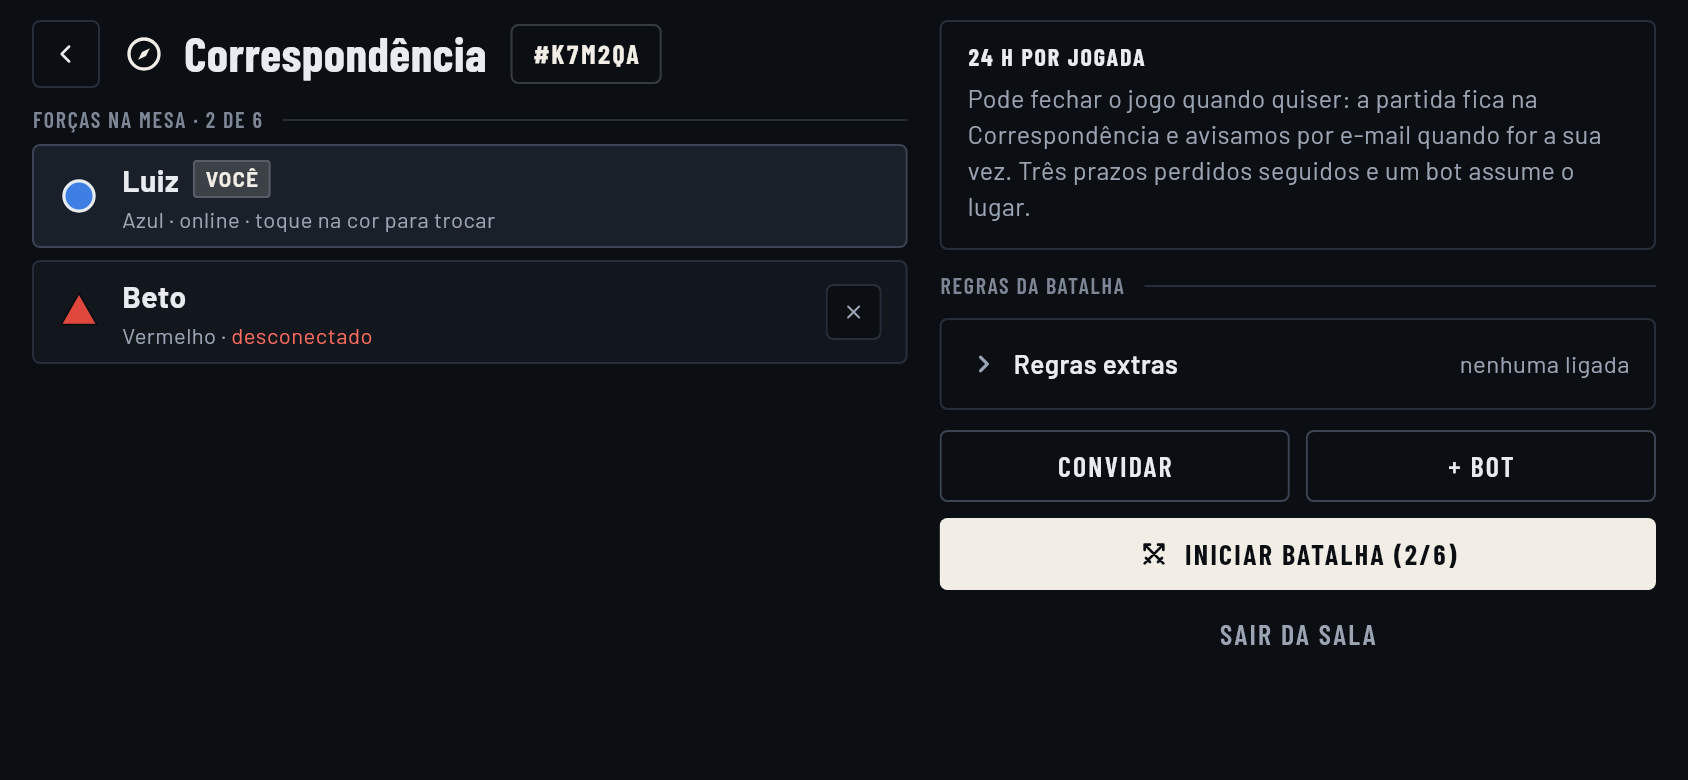 Correspondência
#K7M2QA
FORÇAS NA MESA · 2 DE 6
Luiz VOCÊ
Azul · online · toque na cor para trocar
Beto
Vermelho · desconectado
24 H POR JOGADA
Pode fechar o jogo quando quiser: a partida fica na
Correspondência e avisamos por e-mail quando for a sua
vez. Três prazos perdidos seguidos e um bot assume o
lugar.
REGRAS DA BATALHA
Regras extras nenhuma ligada
CONVIDAR
+ BOT
INICIAR BATALHA (2/6)
SAIR DA SALA